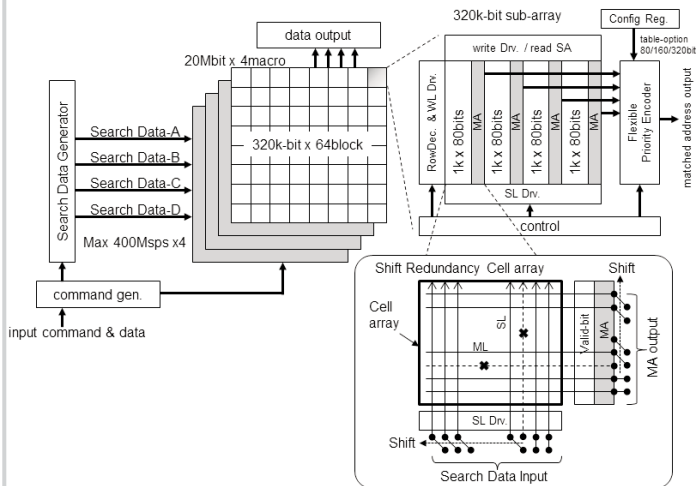 data output
20Mbit x 4macro
Search Data Generator
Search Data-A
Search Data-B
Search Data-C
Search Data-D
320k-bit x 64block
Max 400Msps x4
command gen.
input command & data
320k-bit sub-array
Config Reg.
table-option
80/160/320bit
write Drv. / read SA
RowDec. & WL Drv.
1k x 80bits
MA
1k x 80bits
MA
1k x 80bits
MA
1k x 80bits
MA
Flexible
Priority Encoder
matched address output
SL Drv.
control
Shift Redundancy Cell array
Shift
Cell
array
SL
ML
Valid-bit
MA
MA output
SL Drv.
Shift
Search Data Input